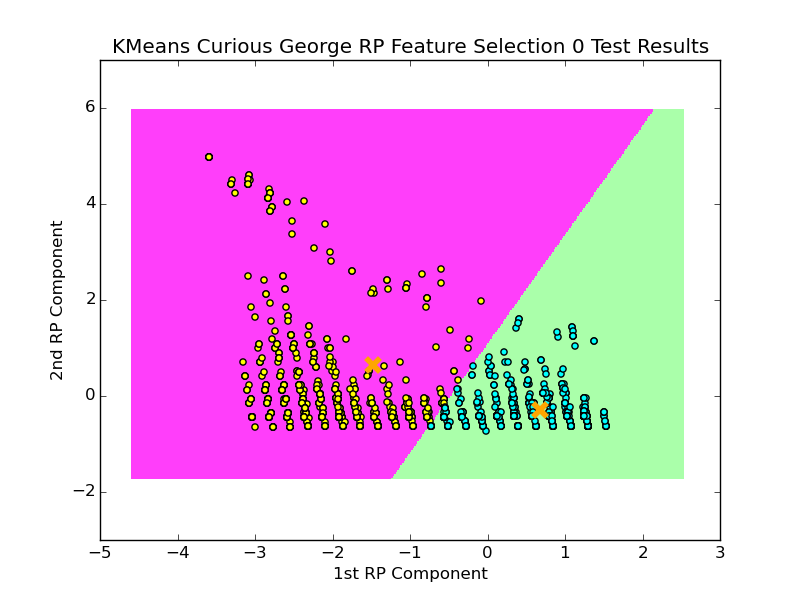 KMeans Curious George RP Feature Selection 0 Test Results
6
4
2
0
−2
2nd RP Component
−5 −4 −3 −2 −1 0 1 2 3
1st RP Component